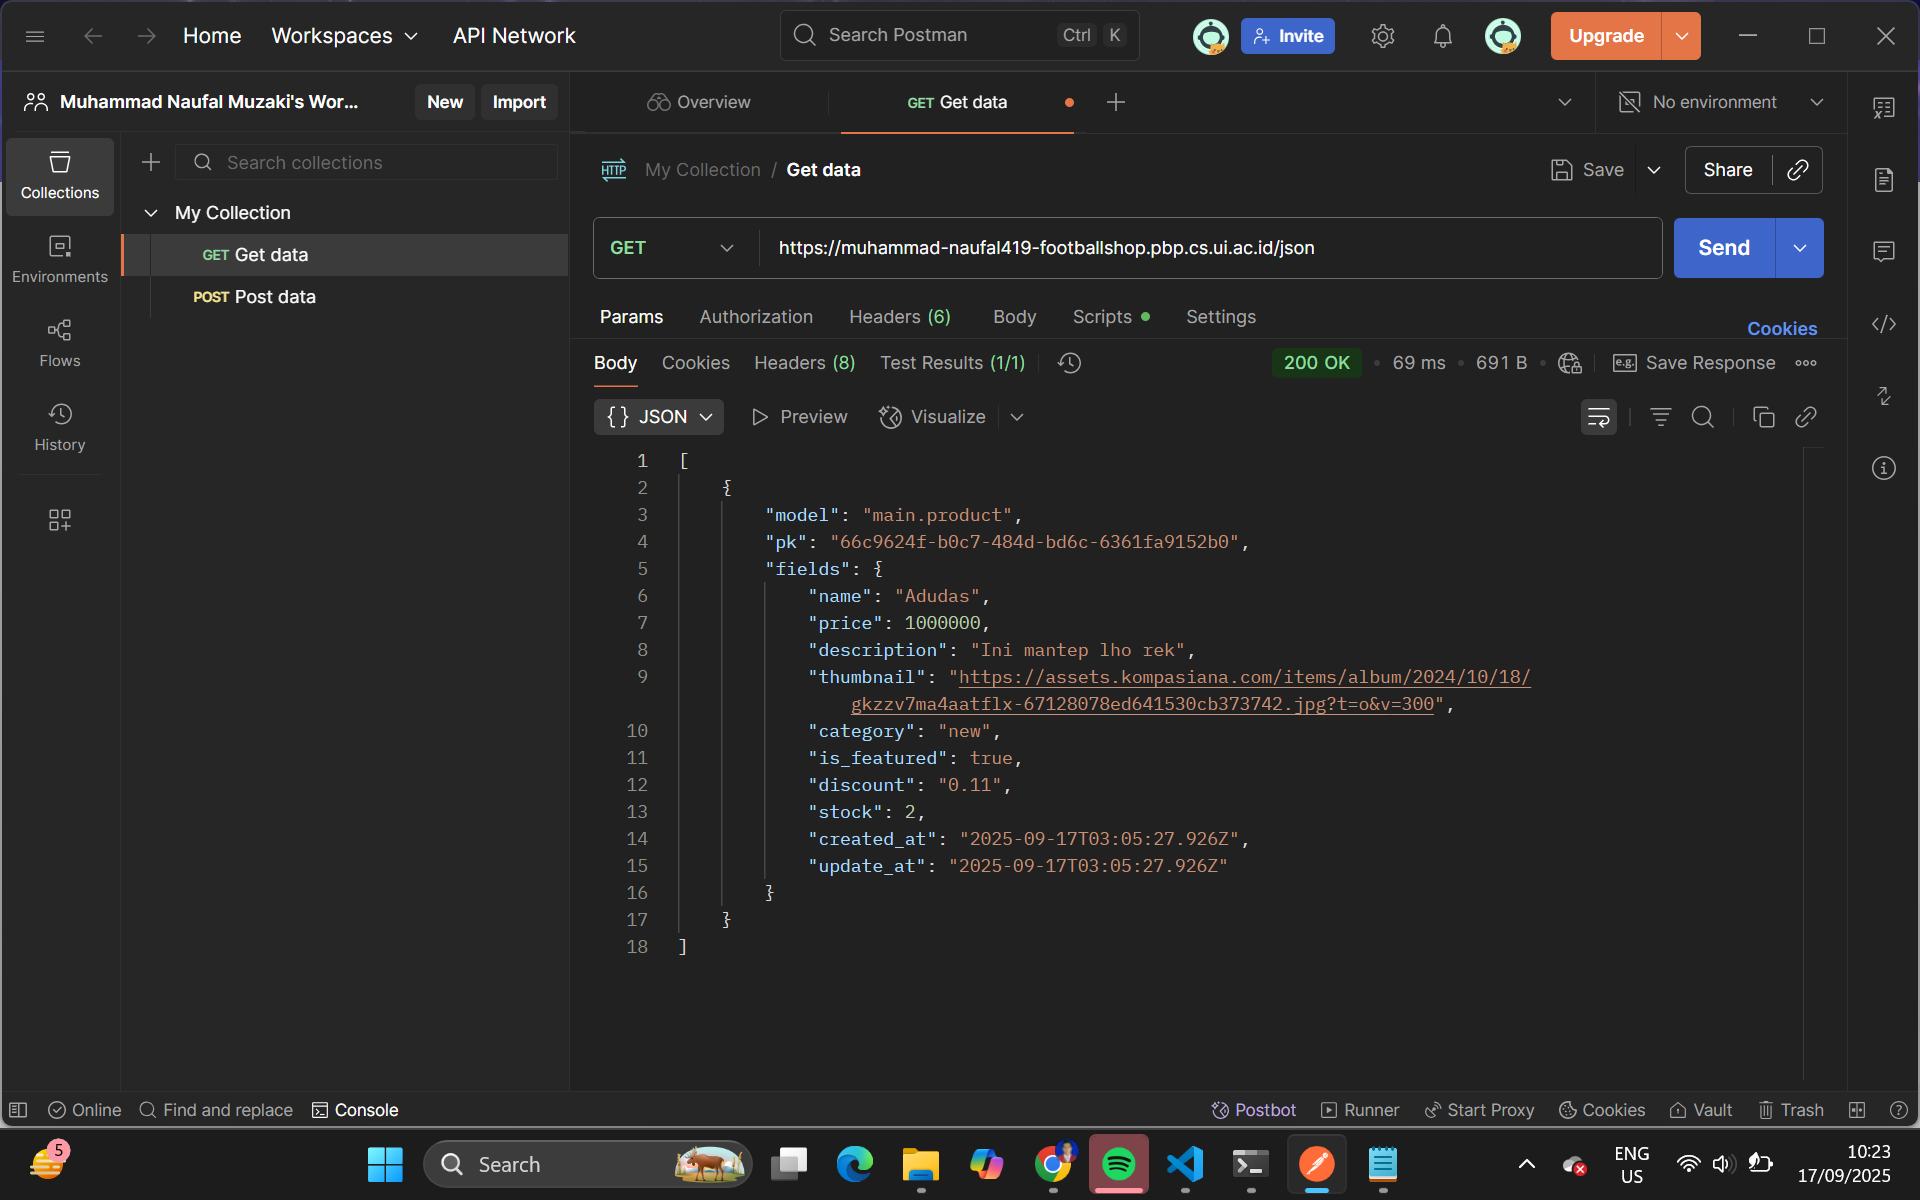 Home Workspaces API Network Search Postman Ctrl K Invite Upgrade
Muhammad Naufal Muzaki's Wor... New Import Overview GET Get data No environment
Collections
Search collections
My Collection / Get data Save Share
My Collection
GET Get data
POST Post data
Environments
Flows
History
GET https://muhammad-naufal419-footballshop.pbp.cs.ui.ac.id/json Send
Params Authorization Headers (6) Body Scripts Settings Cookies
Body Cookies Headers (8) Test Results (1/1) 200 OK • 69 ms • 691 B • e.g. Save Response
{} JSON Preview Visualize
1 [
2 {
3 "model": "main.product",
4 "pk": "66c9624f-b0c7-484d-bd6c-6361fa9152b0",
5 "fields": {
6 "name": "Adudas",
7 "price": 1000000,
8 "description": "Ini mantep lho rek",
9 "thumbnail": "https://assets.kompasiana.com/items/album/2024/10/18/
gkzzv7ma4aatflx-67128078ed641530cb373742.jpg?t=o&v=300",
10 "category": "new",
11 "is_featured": true,
12 "discount": "0.11",
13 "stock": 2,
14 "created_at": "2025-09-17T03:05:27.926Z",
15 "update_at": "2025-09-17T03:05:27.926Z"
16 }
17 }
18 ]
Online Find and replace Console Postbot Runner Start Proxy Cookies Vault Trash
5 Search ENG 10:23
US 17/09/2025